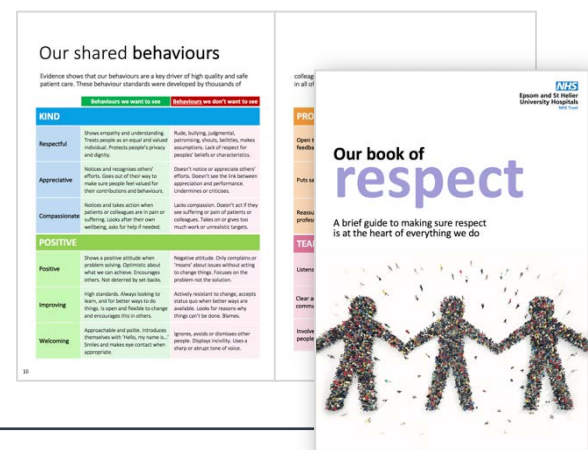 Our shared behaviours
Evidence shows that our behaviours are a key driver of high quality and safe
patient care. These behaviour standards were developed by thousands of
colleag
in all of
Behaviours we want to see
Behaviours we don't want to see
KIND
Respectful
Shows empathy and understanding.
Treats people as an equal and valued
individual. Protects people's privacy
and dignity.
Rude, bullying, judgmental,
patronising, shouts, belittles, makes
assumptions. Lack of respect for
peoples' beliefs or characteristics.
Appreciative
Notices and recognises others'
efforts. Goes out of their way to
make sure people feel valued for
their contributions and behaviours.
Doesn't notice or appreciate others'
efforts. Doesn't see the link between
appreciation and performance.
Undermines or criticises.
Compassionate
Notices and takes action when
patients or colleagues are in pain or
suffering. Looks after their own
wellbeing, asks for help if needed.
Lacks compassion. Doesn't act if they
see suffering or pain of patients or
colleagues. Takes on or gives too
much work or unrealistic targets.
POSITIVE
Positive
Shows a positive attitude when
problem solving. Optimistic about
what we can achieve. Encourages
others. Not deterred by set-backs.
Negative attitude. Only complains or
'moans' about issues without acting
to change things. Focuses on the
problem not the solution.
Improving
High standards. Always looking to
learn, and for better ways to do
things. Is open and flexible to change
and encourages this in others.
Actively resistant to change, accepts
status quo when better ways are
available. Looks for reasons why
things can't be done. Blames.
Welcoming
Approachable and polite. Introduces
themselves with 'Hello, my name is..'
Smiles and makes eye contact when
appropriate.
Ignores, avoids or dismisses other
people. Displays incivility. Uses a
sharp or abrupt tone of voice.
10
PRO
Open t
feedba
Puts se
Reassu
profes
TEA
Listens
Clear a
commu
Involve
people
NHS
Epsom and St Helier
University Hospitals
NHS Trust
Our book of
respect
A brief guide to making sure respect
is at the heart of everything we do